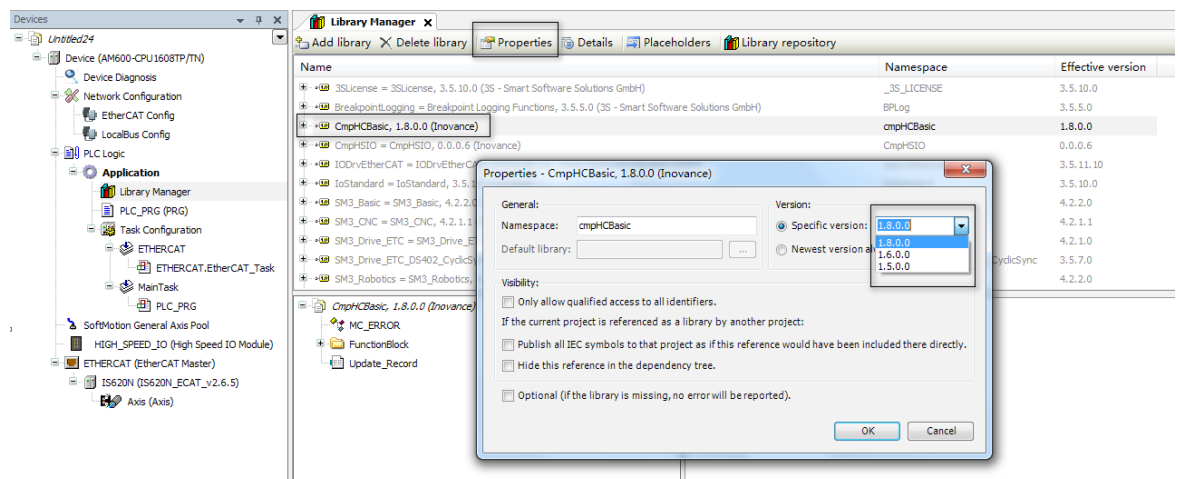 Devices
Untitled24
Device (AM600-CPU1608TP/TN)
Device Diagnosis
Network Configuration
EtherCAT Config
LocalBus Config
PLC Logic
Application
Library Manager
PLC_PRG (PRG)
Task Configuration
ETHERCAT
ETHERCAT.EtherCAT_Task
MainTask
PLC_PRG
SoftMotion General Axis Pool
HIGH_SPEED_IO (High Speed IO Module)
ETHERCAT (EtherCAT Master)
IS620N (IS620N_ECAT_v2.6.5)
Axis (Axis)
Library Manager
Add library Delete library Properties Details Placeholders Library repository
Name Namespace Effective version
3SLicense = 3SLicense, 3.5.10.0 (3S - Smart Software Solutions GmbH) _3S_LICENSE 3.5.10.0
BreakpointLogging = Breakpoint Logging Functions, 3.5.5.0 (3S - Smart Software Solutions GmbH) BPLog 3.5.5.0
CmpHCBasic, 1.8.0.0 (Inovance) cmpHCBasic 1.8.0.0
CmpHSIO = CmpHSIO, 0.0.0.6 (Inovance) CmpHSIO 0.0.0.6
IODrvEtherCAT = IODrvEtherCA 3.5.11.10
IoStandard = IoStandard, 3.5.1 3.5.10.0
SM3_Basic = SM3_Basic, 4.2.2.0 4.2.2.0
SM3_CNC = SM3_CNC, 4.2.1.1 4.2.1.1
SM3_Drive_ETC = SM3_Drive_E 4.2.1.0
SM3_Drive_ETC_DS402_CyclicS CyclicSync 3.5.7.0
SM3_Robotics = SM3_Robotics, 4.2.2.0
CmpHCBasic, 1.8.0.0 (Inovance)
MC_ERROR
FunctionBlock
Update_Record
Properties - CmpHCBasic, 1.8.0.0 (Inovance)
General:
Namespace: cmpHCBasic
Default library: ...
Version:
Specific version: 1.8.0.0
Newest version al
1.8.0.0
1.6.0.0
1.5.0.0
Visibility:
Only allow qualified access to all identifiers.
If the current project is referenced as a library by another project:
Publish all IEC symbols to that project as if this reference would have been included there directly.
Hide this reference in the dependency tree.
Optional (if the library is missing, no error will be reported).
OK Cancel